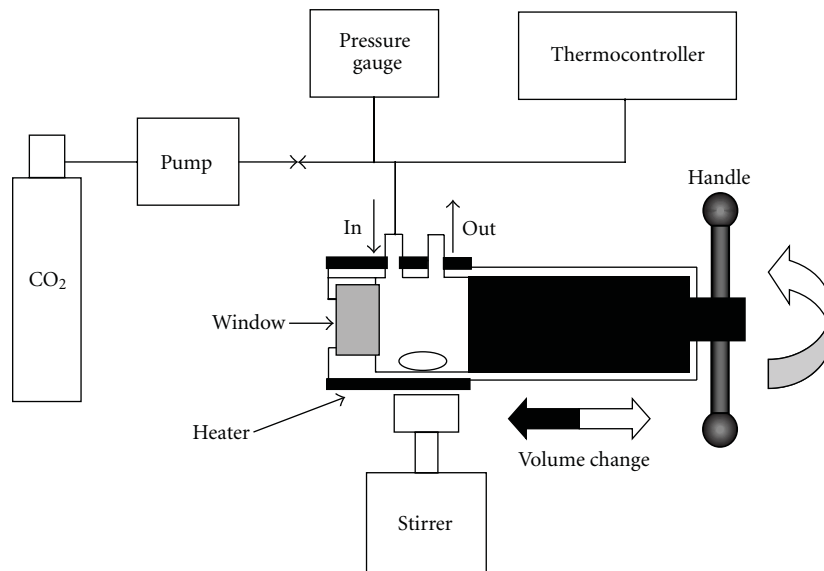 Pressure
gauge
Thermocontroller
Pump
Handle
In
Out
CO₂
Window
Heater
Volume change
Stirrer